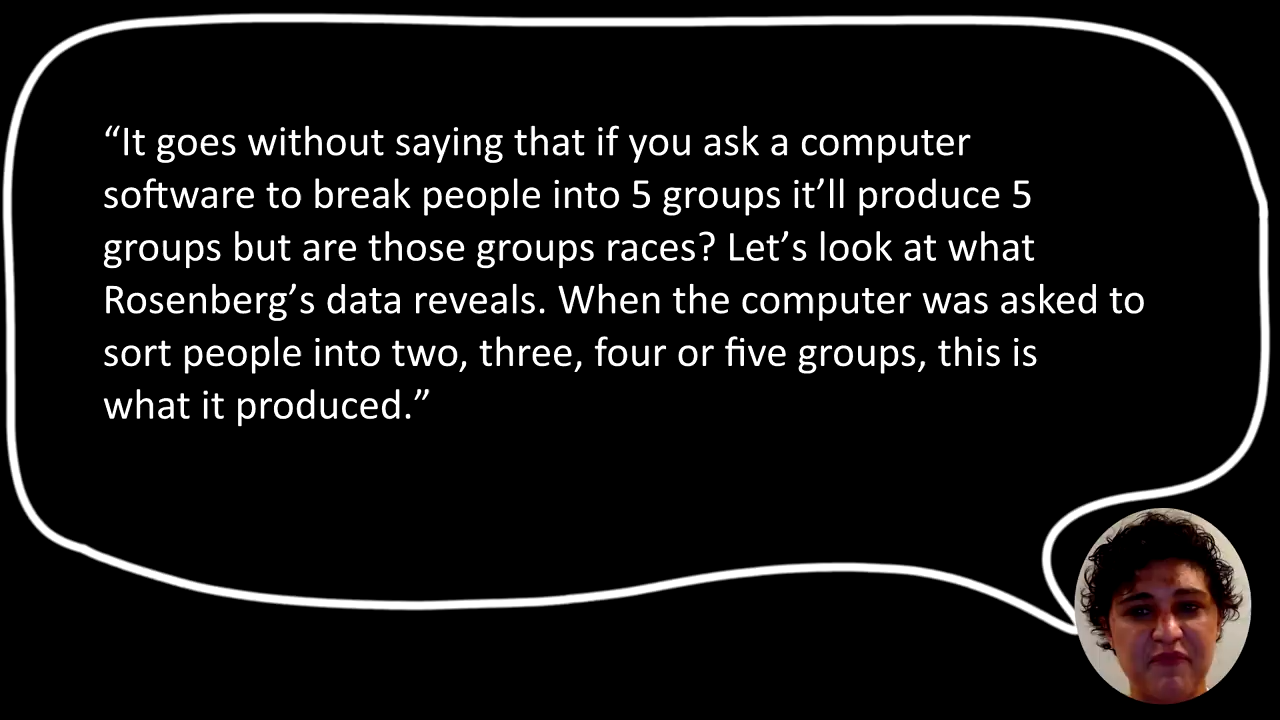 “It goes without saying that if you ask a computer
software to break people into 5 groups it’ll produce 5
groups but are those groups races? Let’s look at what
Rosenberg’s data reveals. When the computer was asked to
sort people into two, three, four or five groups, this is
what it produced.”